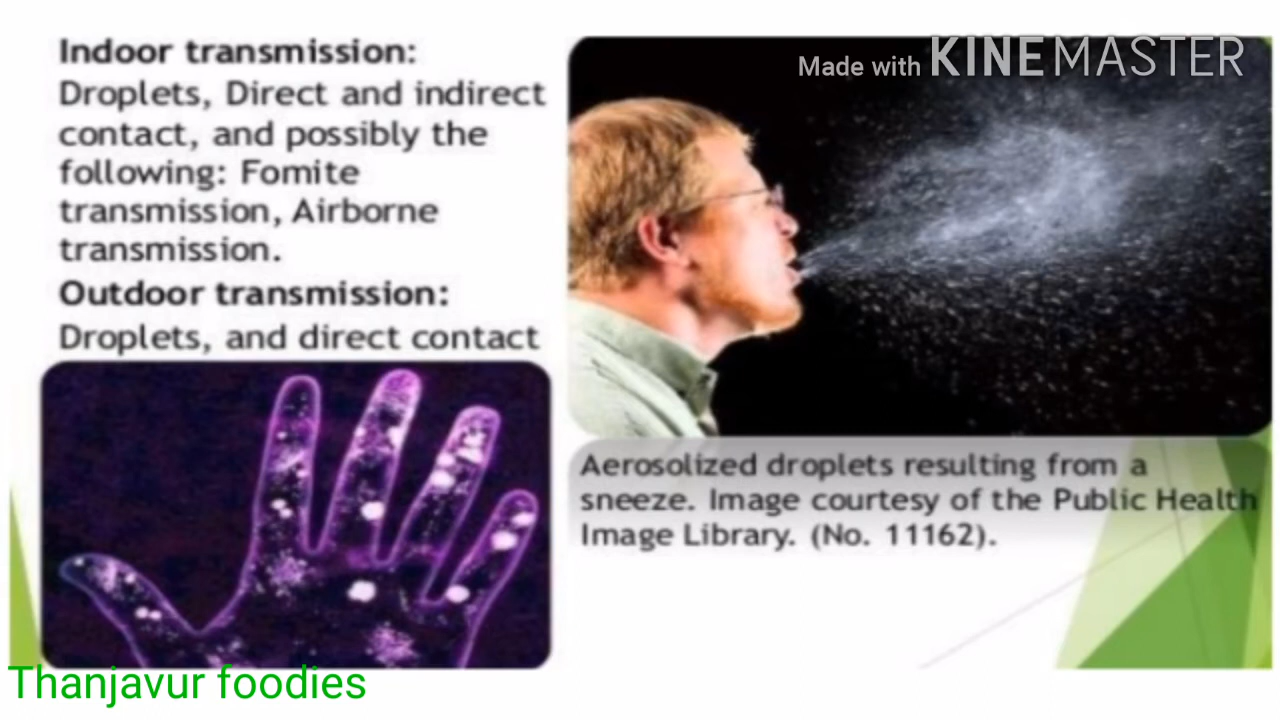 Indoor transmission:
Droplets, Direct and indirect
contact, and possibly the
following: Fomite
transmission, Airborne
transmission.
Outdoor transmission:
Droplets, and direct contact
Made with KINEMASTER
Aerosolized droplets resulting from a
sneeze. Image courtesy of the Public Health
Image Library. (No. 11162).
Thanjavur foodies